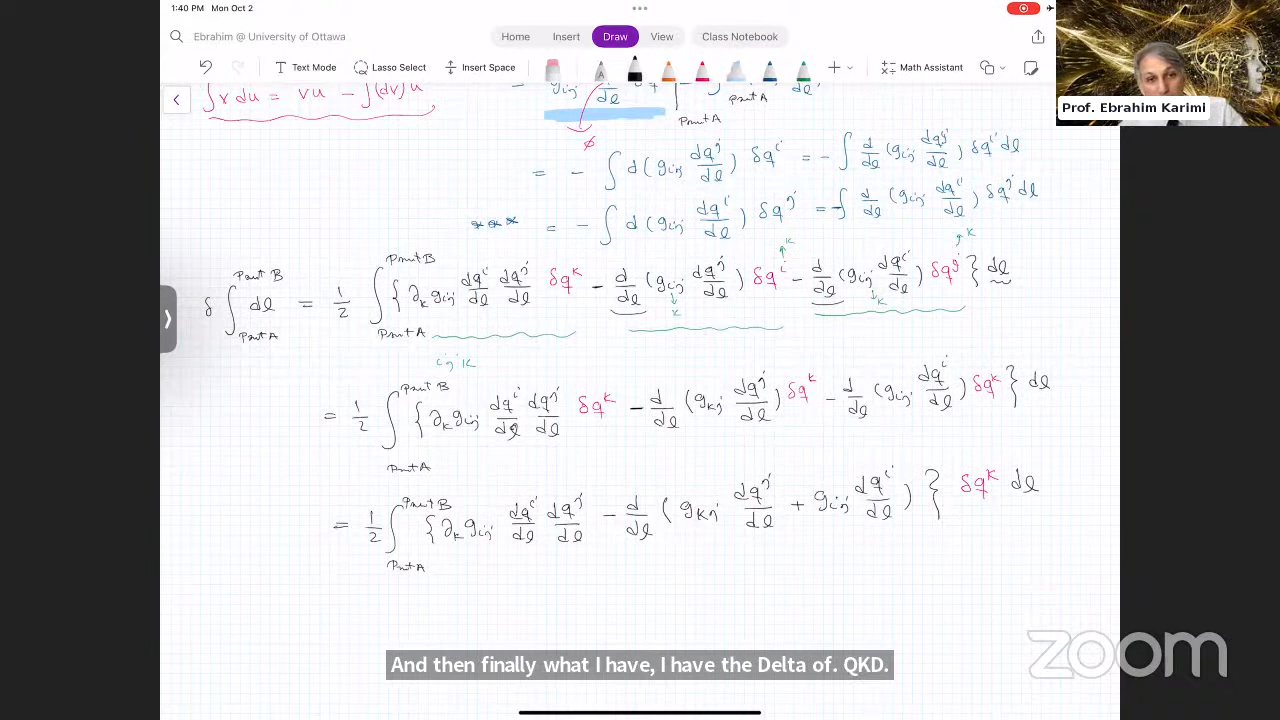 1:40 PM Mon Oct 2
Ebrahim @ University of Ottawa
Home Insert Draw View Class Notebook
Text Mode Lasso Select Insert Space Math Assistant
Prof. Ebrahim Karimi
∫v du = vu - ∫(dv)u
Point A
Point A
ø
= - ∫ d(g_ij dq^j/dl) δq^i = - ∫ d/dl (g_ij dq^j/dl) δq^i dl
*** = - ∫ d(g_ij dq^i/dl) δq^j = -∫ d/dl (g_ij dq^i/dl) δq^j dl
δ ∫_{Point A}^{Point B} dl = 1/2 ∫_{Point A}^{Point B} { ∂_k g_ij dq^i/dl dq^j/dl δq^k - d/dl (g_ij dq^j/dl) δq^i - d/dl (g_ij dq^i/dl) δq^j } dl
k k
k k
ij k
= 1/2 ∫_{Point A}^{Point B} { ∂_k g_ij dq^i/dl dq^j/dl δq^k - d/dl (g_kj dq^j/dl) δq^k - d/dl (g_ij dq^i/dl) δq^k } dl
= 1/2 ∫_{Point A}^{Point B} { ∂_k g_ij dq^i/dl dq^j/dl - d/dl (g_kj dq^j/dl + g_ij dq^i/dl) } δq^k dl
And then finally what I have, I have the Delta of. QKD.
zoom